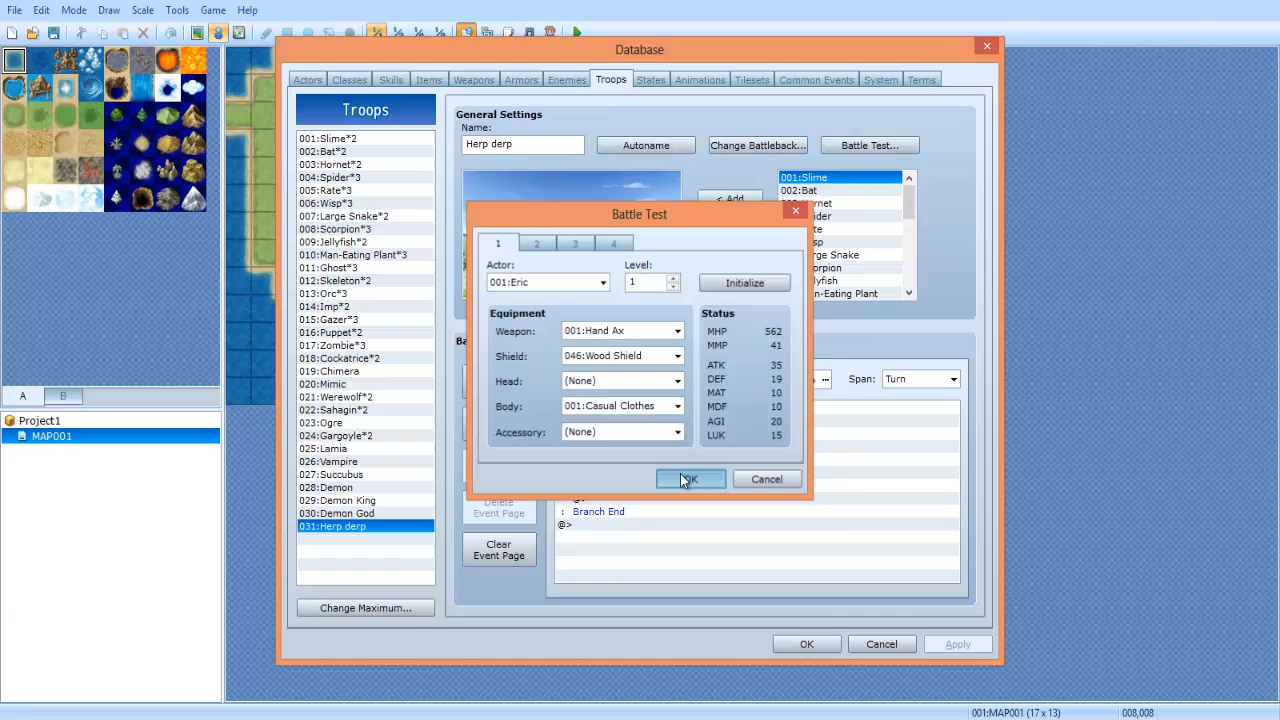 File Edit Mode Draw Scale Tools Game Help
Database
Actors Classes Skills Items Weapons Armors Enemies Troops States Animations Tilesets Common Events System Terms
Troops
001:Slime*2
002:Bat*2
003:Hornet*2
004:Spider*3
005:Rate*3
006:Wisp*3
007:Large Snake*2
008:Scorpion*3
009:Jellyfish*2
010:Man-Eating Plant*3
011:Ghost*3
012:Skeleton*2
013:Orc*3
014:Imp*2
015:Gazer*3
016:Puppet*2
017:Zombie*3
018:Cockatrice*2
019:Chimera
020:Mimic
021:Werewolf*2
022:Sahagin*2
023:Ogre
024:Gargoyle*2
025:Lamia
026:Vampire
027:Succubus
028:Demon
029:Demon King
030:Demon God
031:Herp derp
Change Maximum...
General Settings
Name:
Herp derp
Autoname
Change Battleback...
Battle Test...
< Add
001:Slime
002:Bat
Battle Test
1 2 3 4
Actor:
001:Eric
Level:
1
Initialize
Equipment
Weapon: 001:Hand Ax
Shield: 046:Wood Shield
Head: (None)
Body: 001:Casual Clothes
Accessory: (None)
Status
MHP 562
MMP 41
ATK 35
DEF 19
MAT 10
MDF 10
AGI 20
LUK 15
OK
Cancel
Span: Turn
Delete
Event Page
Clear
Event Page
: Branch End
@>
OK
Cancel
Apply
A
B
Project1
MAP001
001:MAP001 (17 x 13)
008,008